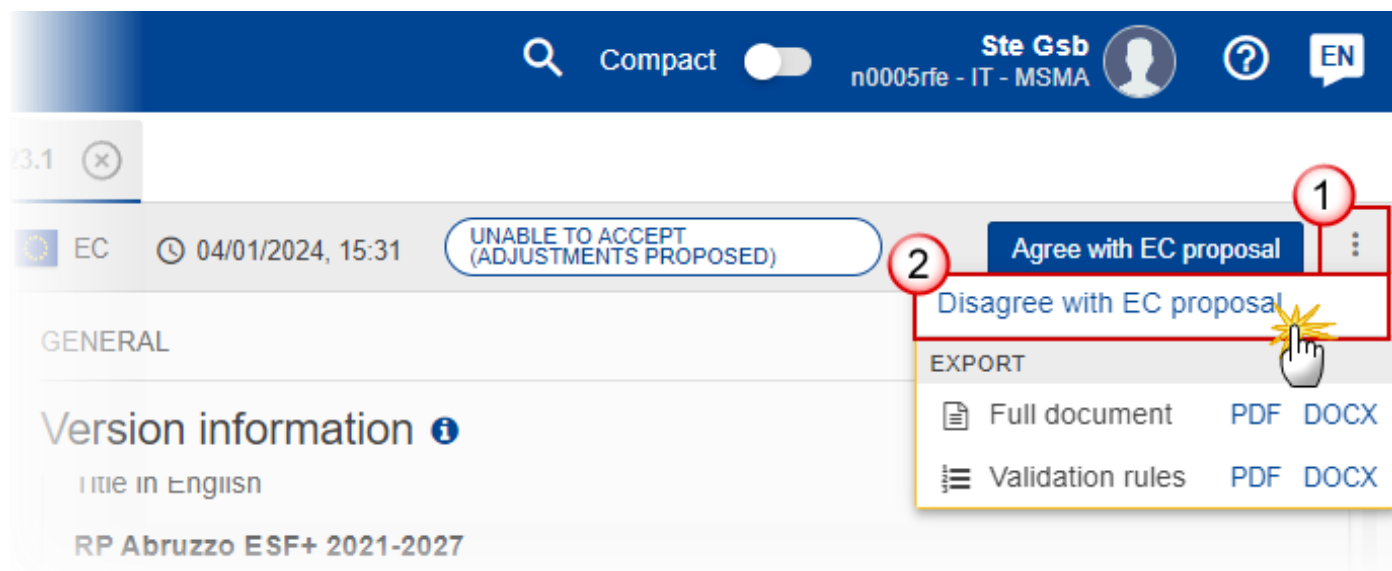 Compact
Ste Gsb
n0005rfe - IT - MSMA
EN
23.1
1
EC
04/01/2024, 15:31
UNABLE TO ACCEPT
(ADJUSTMENTS PROPOSED)
Agree with EC proposal
2
Disagree with EC proposal
GENERAL
EXPORT
Version information
Full document PDF DOCX
Title in English
Validation rules PDF DOCX
RP Abruzzo ESF+ 2021-2027